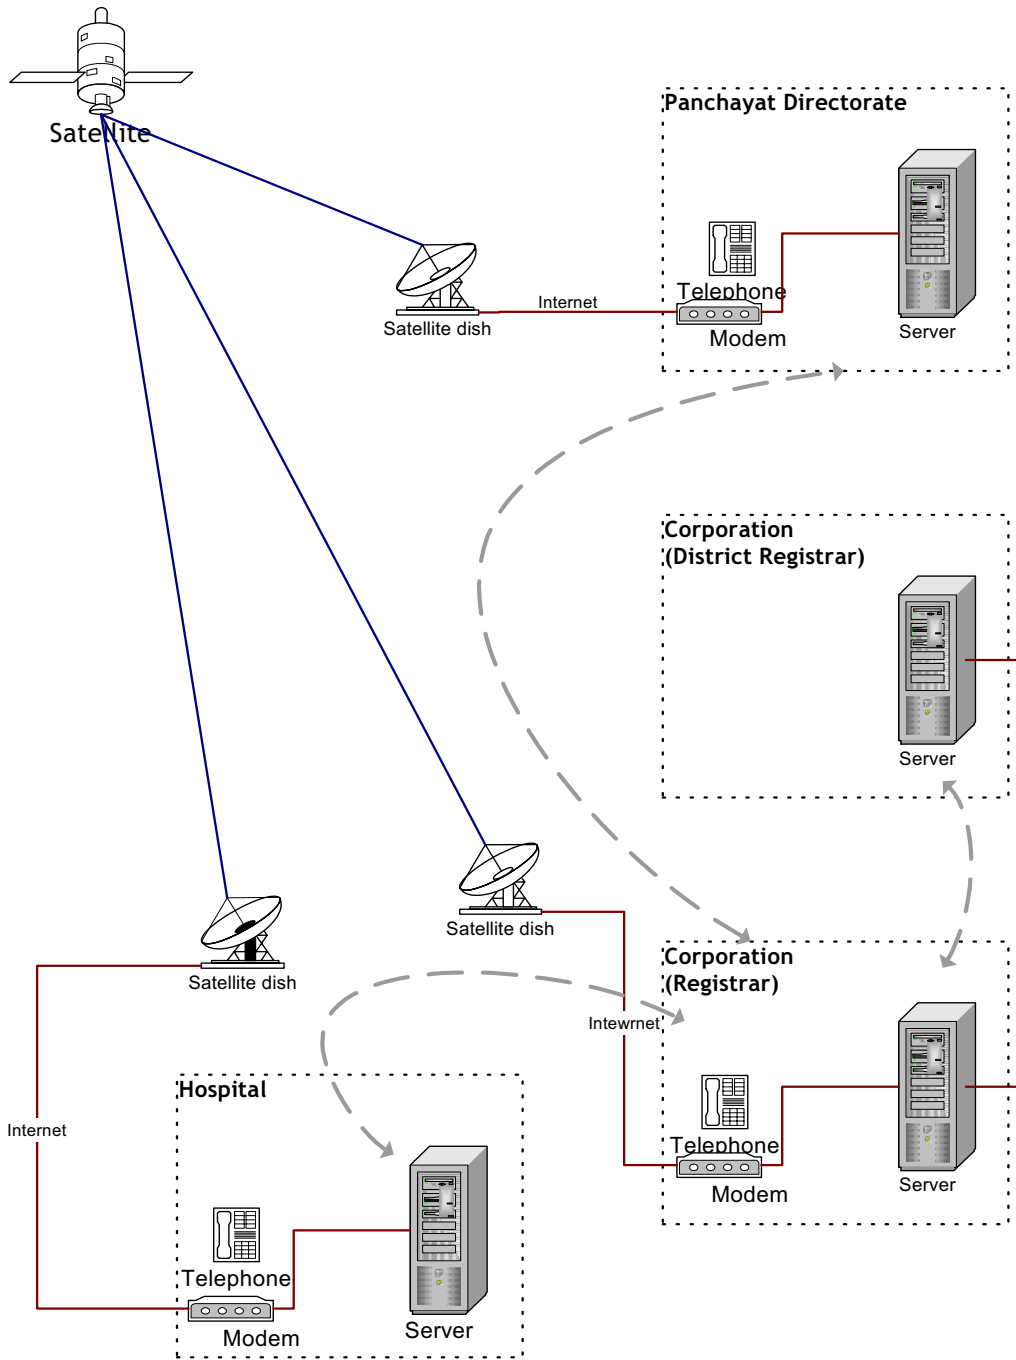 Satellite
Panchayat Directorate
Telephone
Modem
Server
Internet
Satellite dish
Corporation
(District Registrar)
Server
Satellite dish
Satellite dish
Corporation
(Registrar)
Intewrnet
Telephone
Modem
Server
Hospital
Internet
Telephone
Modem
Server